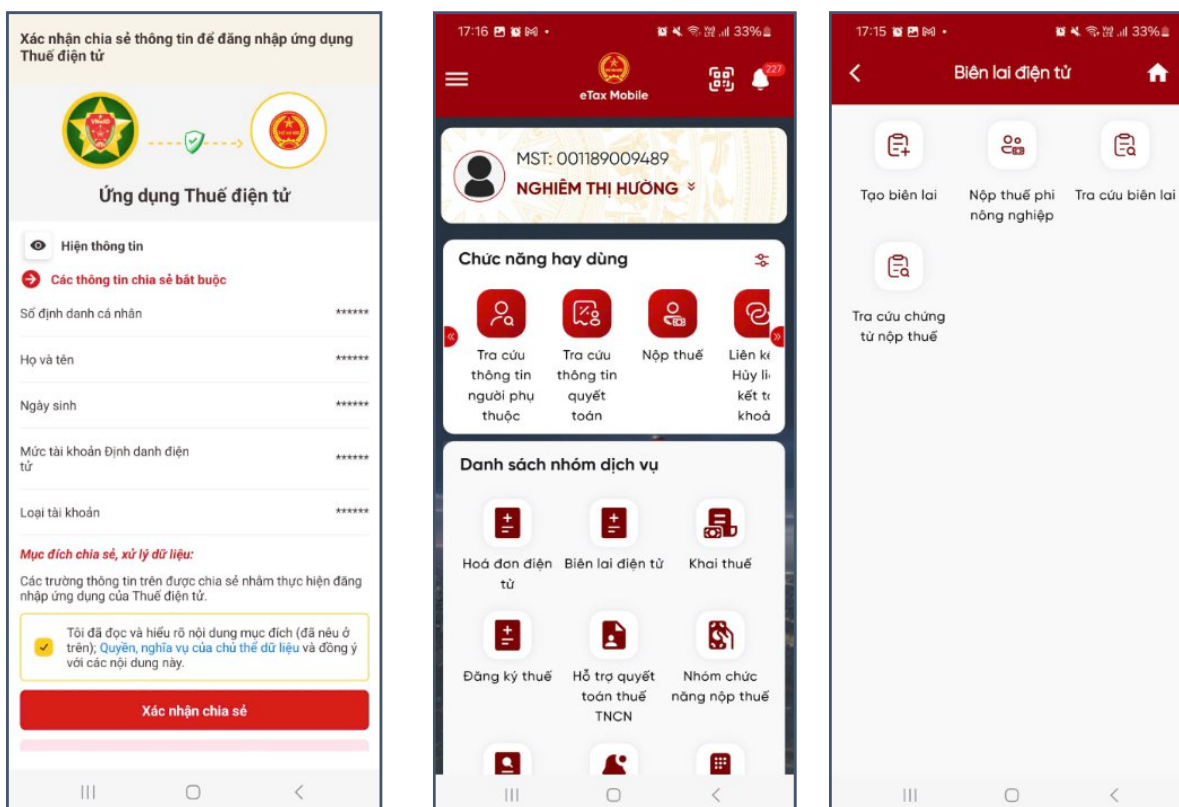 Xác nhận chia sẻ thông tin để đăng nhập ứng dụng
Thuế điện tử
Ứng dụng Thuế điện tử
Hiện thông tin
Các thông tin chia sẻ bắt buộc
Số định danh cá nhân ******
Họ và tên ******
Ngày sinh ******
Mức tài khoản Định danh điện
tử ******
Loại tài khoản ******
Mục đích chia sẻ, xử lý dữ liệu:
Các trường thông tin trên được chia sẻ nhằm thực hiện đăng
nhập ứng dụng của Thuế điện tử.
Tôi đã đọc và hiểu rõ nội dung mục đích (đã nêu ở
trên); Quyền, nghĩa vụ của chủ thể dữ liệu và đồng ý
với các nội dung này.
Xác nhận chia sẻ
17:16 33%
eTax Mobile
227
MST: 001189009489
NGHIÊM THỊ HƯỜNG
Chức năng hay dùng
Tra cứu
thông tin
người phụ
thuộc
Tra cứu
thông tin
quyết
toán
Nộp thuế
Liên kế
Hủy liê
kết tà
khoả
Danh sách nhóm dịch vụ
Hoá đơn điện
tử
Biên lai điện tử
Khai thuế
Đăng ký thuế
Hỗ trợ quyết
toán thuế
TNCN
Nhóm chức
năng nộp thuế
17:15 33%
Biên lai điện tử
Tạo biên lai
Nộp thuế phi
nông nghiệp
Tra cứu biên lai
Tra cứu chứng
từ nộp thuế